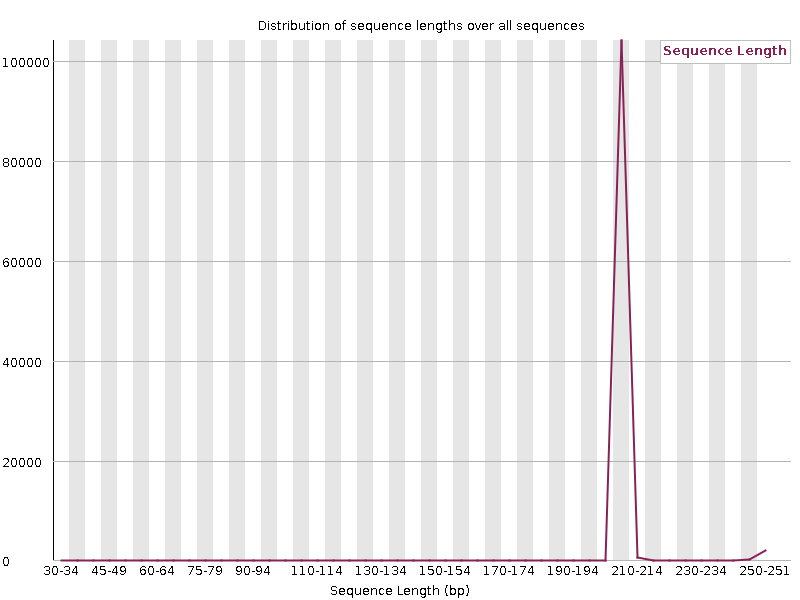 Distribution of sequence lengths over all sequences
Sequence Length
100000
80000
60000
40000
20000
0
30-34 45-49 60-64 75-79 90-94 110-114 130-134 150-154 170-174 190-194 210-214 230-234 250-251
Sequence Length (bp)